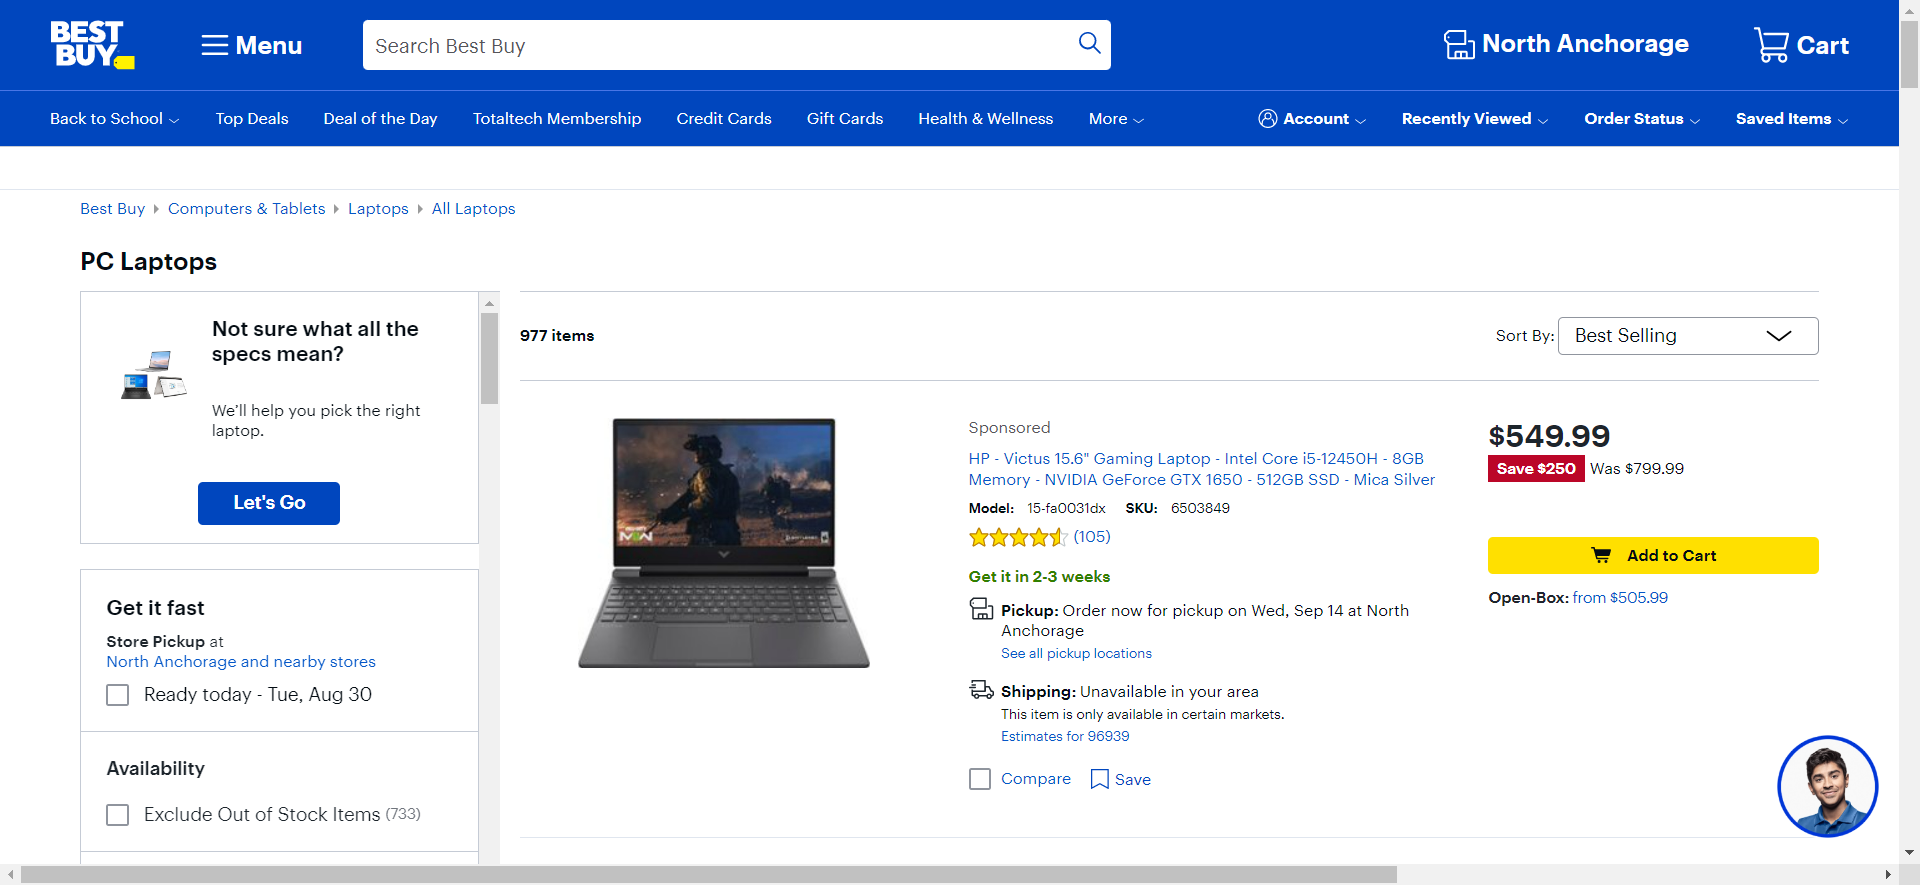 BEST BUY
Menu
Search Best Buy
North Anchorage
Cart
Back to School
Top Deals
Deal of the Day
Totaltech Membership
Credit Cards
Gift Cards
Health & Wellness
More
Account
Recently Viewed
Order Status
Saved Items
Best Buy
Computers & Tablets
Laptops
All Laptops
PC Laptops
Not sure what all the
specs mean?
We'll help you pick the right
laptop.
Let's Go
Get it fast
Store Pickup at
North Anchorage and nearby stores
Ready today - Tue, Aug 30
Availability
Exclude Out of Stock Items (733)
977 items
Sort By:
Best Selling
Sponsored
HP - Victus 15.6" Gaming Laptop - Intel Core i5-12450H - 8GB
Memory - NVIDIA GeForce GTX 1650 - 512GB SSD - Mica Silver
Model: 15-fa0031dx SKU: 6503849
(105)
Get it in 2-3 weeks
Pickup: Order now for pickup on Wed, Sep 14 at North
Anchorage
See all pickup locations
Shipping: Unavailable in your area
This item is only available in certain markets.
Estimates for 96939
Compare
Save
$549.99
Save $250 Was $799.99
Add to Cart
Open-Box: from $505.99